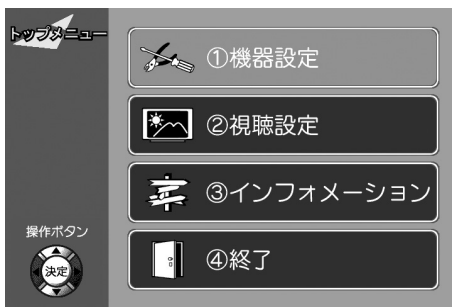 トップメニュー
①機器設定
②視聴設定
③インフォメーション
④終了
操作ボタン
決定